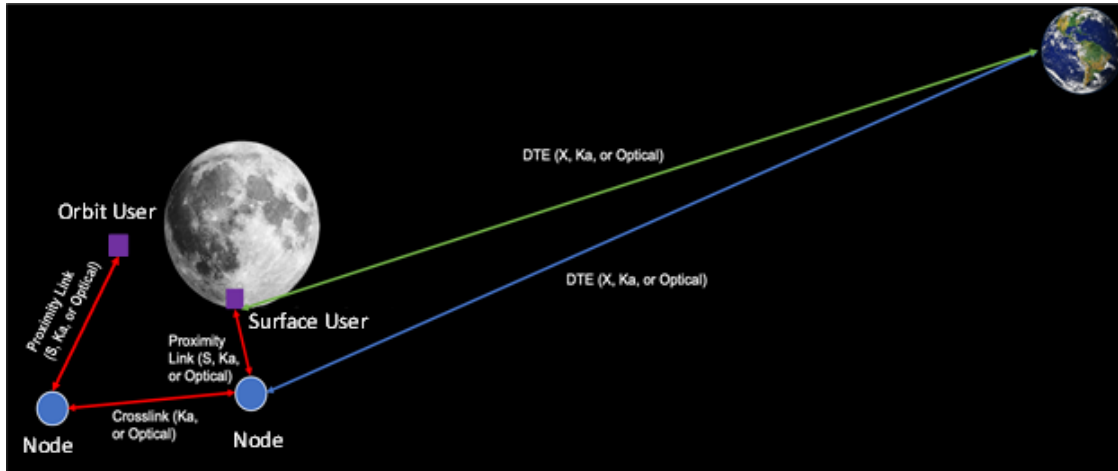 DTE (X, Ka, or Optical)
Orbit User
DTE (X, Ka, or Optical)
Proximity Link
(S, Ka, or Optical)
Surface User
Proximity
Link (S, Ka,
or Optical)
Crosslink (Ka,
or Optical)
Node
Node